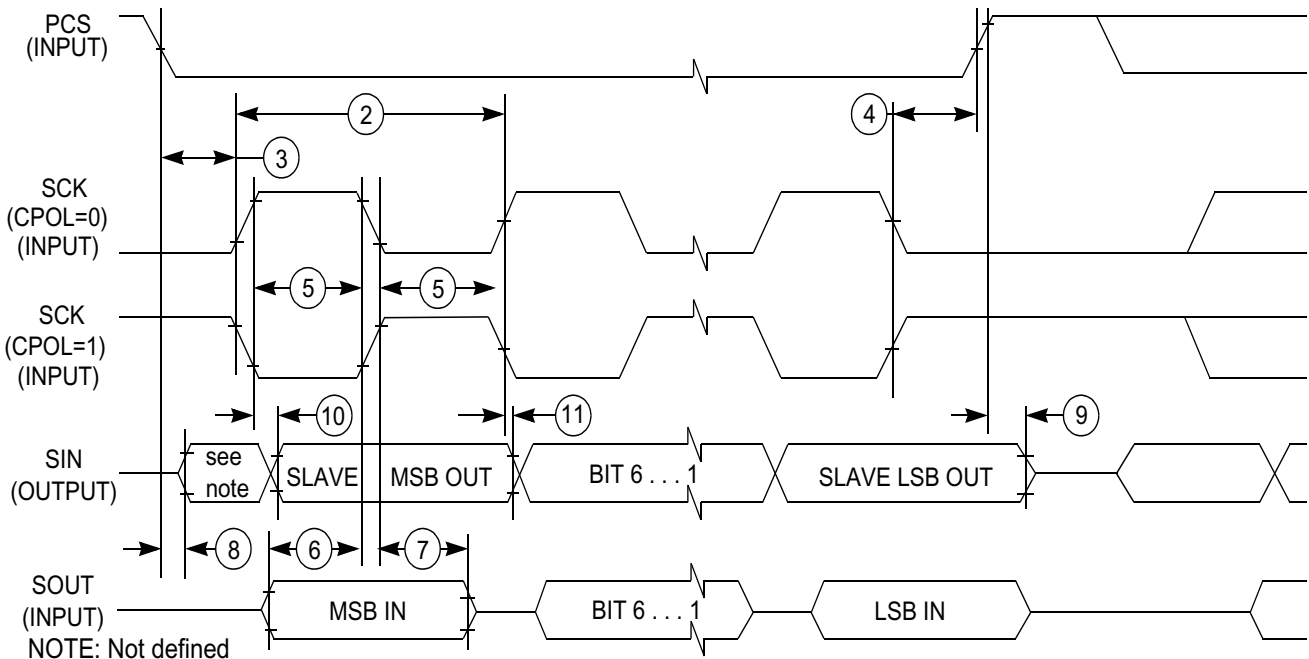 PCS
(INPUT)
2
4
3
SCK
(CPOL=0)
(INPUT)
5
5
SCK
(CPOL=1)
(INPUT)
10
11
9
SIN
(OUTPUT)
see
note
SLAVE
MSB OUT
BIT 6 . . . 1
SLAVE LSB OUT
8
6
7
SOUT
(INPUT)
MSB IN
BIT 6 . . . 1
LSB IN
NOTE: Not defined